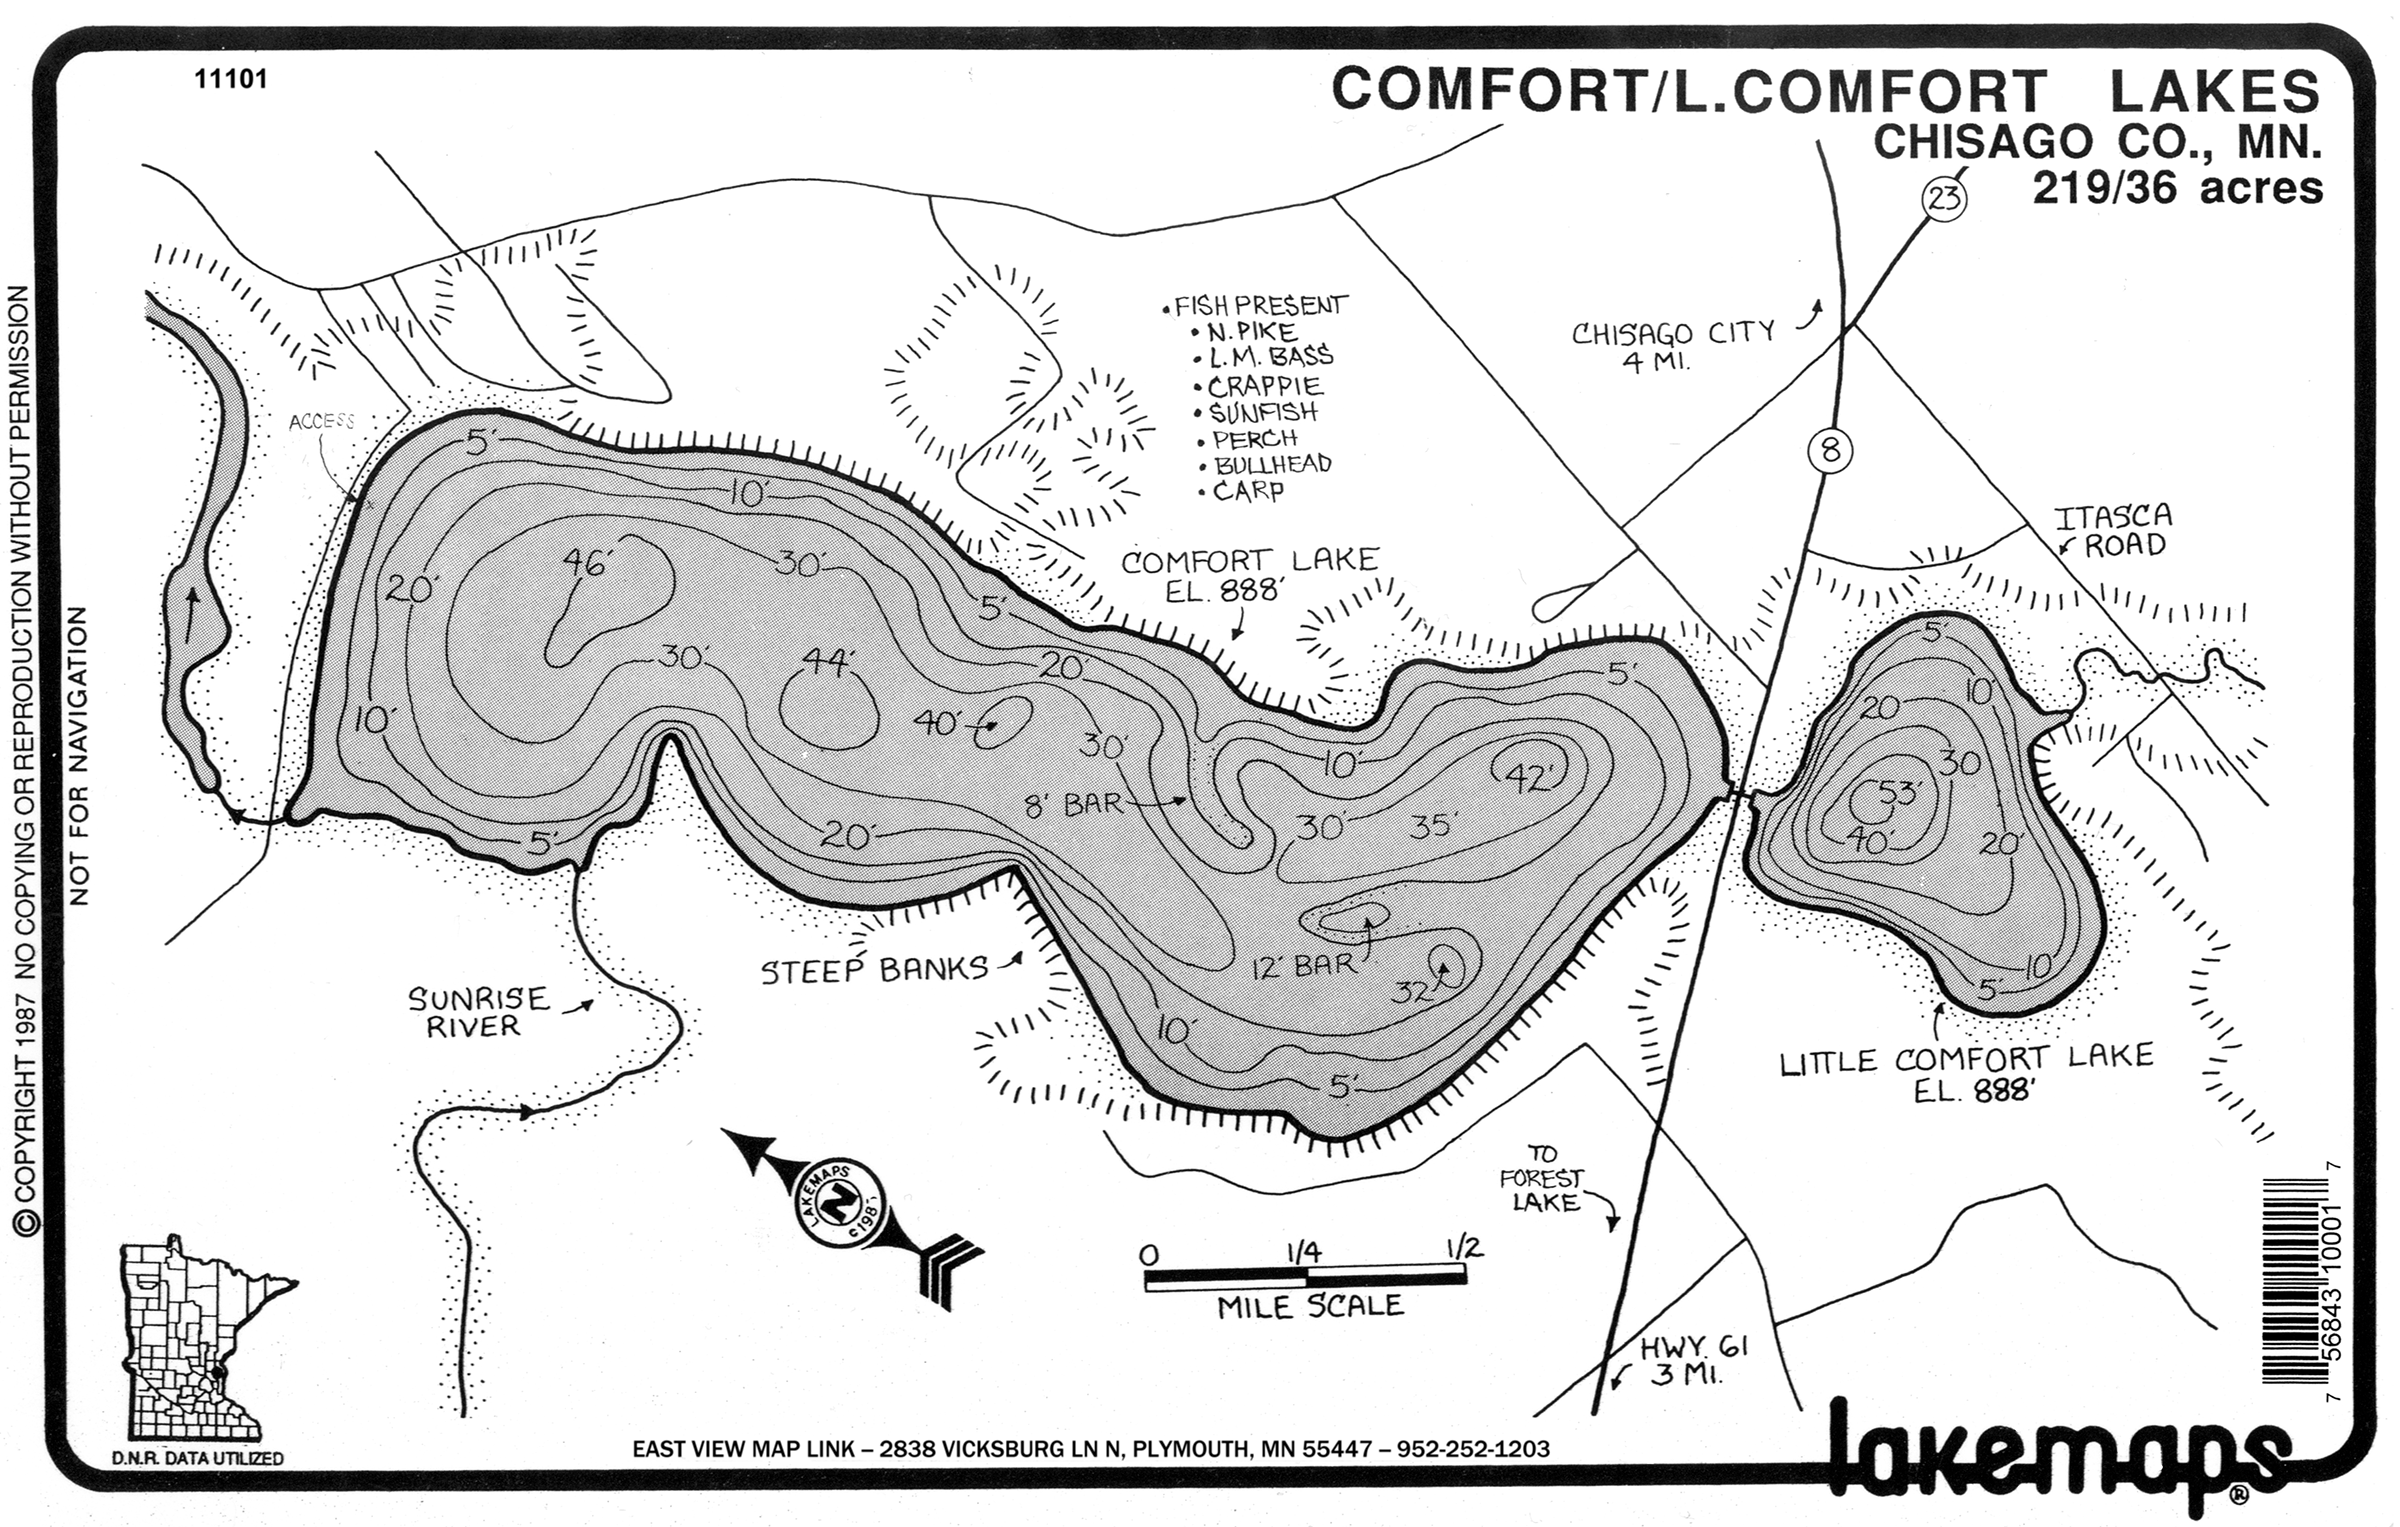 11101
COMFORT/L.COMFORT LAKES
CHISAGO CO., MN.
219/36 acres
23
• FISH PRESENT
• N. PIKE
• L.M. BASS
• CRAPPIE
• SUNFISH
• PERCH
• BULLHEAD
• CARP
CHISAGO CITY
4 MI.
8
ITASCA
ROAD
ACCESS
COMFORT LAKE
EL. 888'
5'
10'
46'
30'
20'
5'
30'
44'
20'
40'
30'
10'
5'
20'
8' BAR
5'
10'
42'
30'
35'
12' BAR
32'
10'
5'
5'
10'
20
30
53'
40'
20'
10'
5'
STEEP BANKS
SUNRISE
RIVER
LITTLE COMFORT LAKE
EL. 888'
TO
FOREST
LAKE
LAKEMAPS
N
0 1/4 1/2
MILE SCALE
HWY. 61
3 MI.
© COPYRIGHT 1987 NO COPYING OR REPRODUCTION WITHOUT PERMISSION
NOT FOR NAVIGATION
D.N.R. DATA UTILIZED
EAST VIEW MAP LINK – 2838 VICKSBURG LN N, PLYMOUTH, MN 55447 – 952-252-1203
7 56843 10001 7
lakemaps®